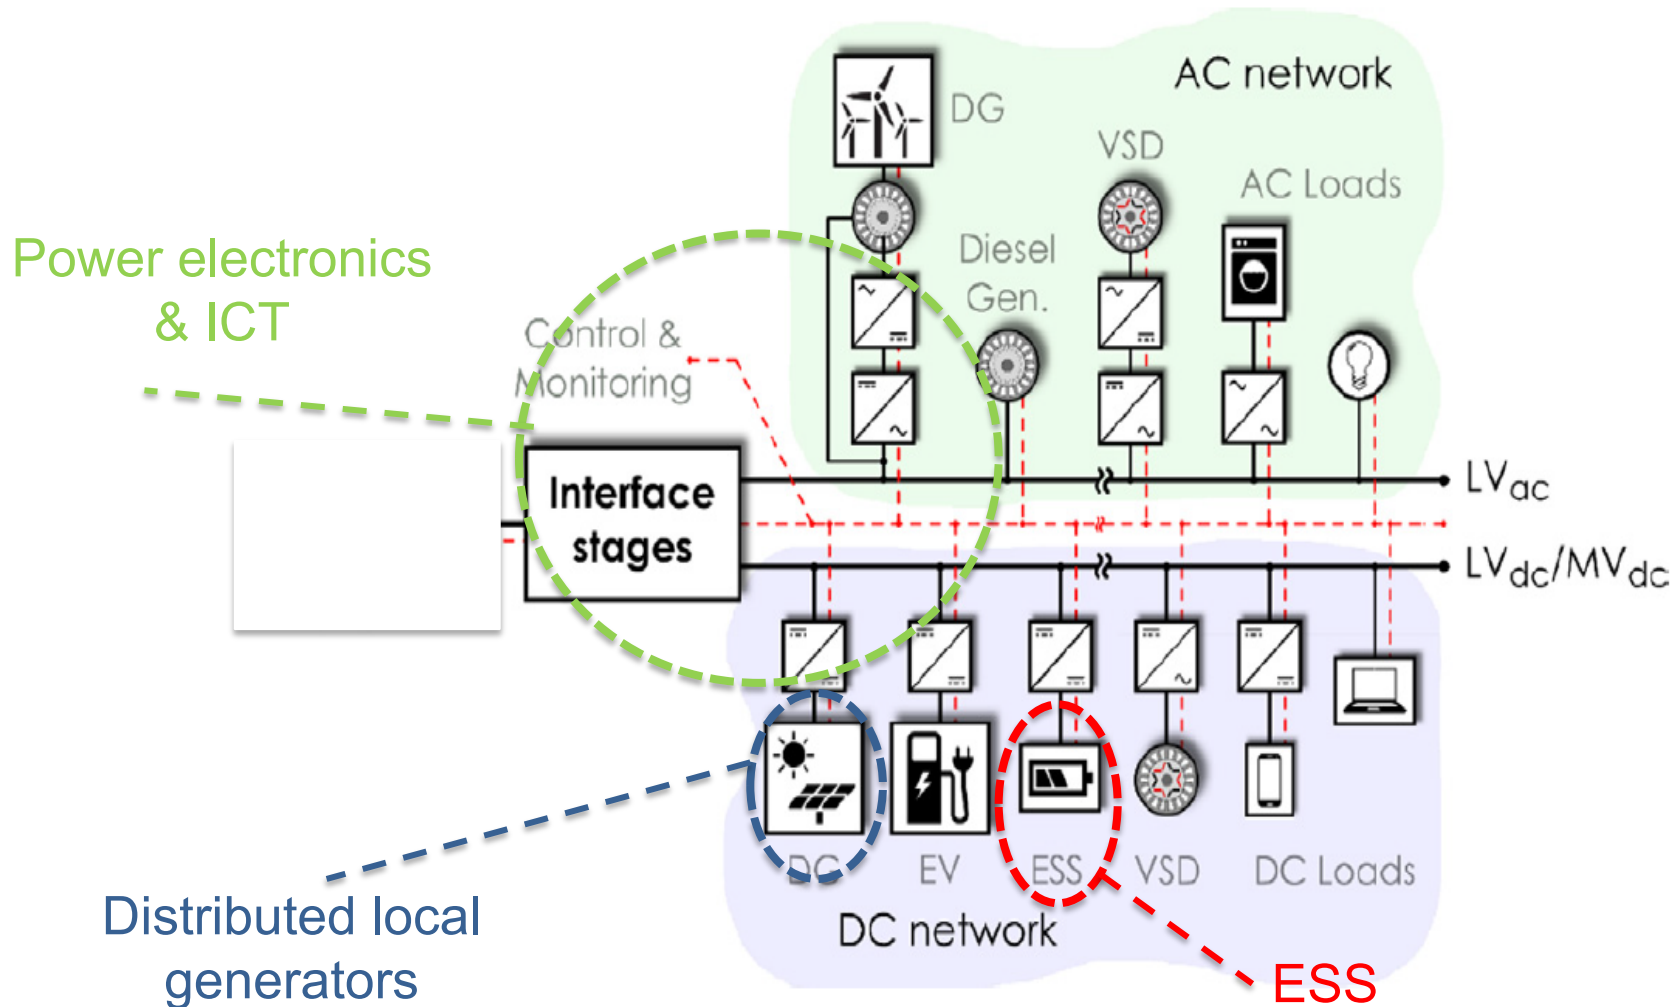 AC network
DG
VSD
AC Loads
Power electronics
& ICT
Diesel
Gen.
Control &
Monitoring
Interface
stages
LVac
LVdc/MVdc
DG
EV
ESS
VSD
DC Loads
DC network
Distributed local
generators
ESS